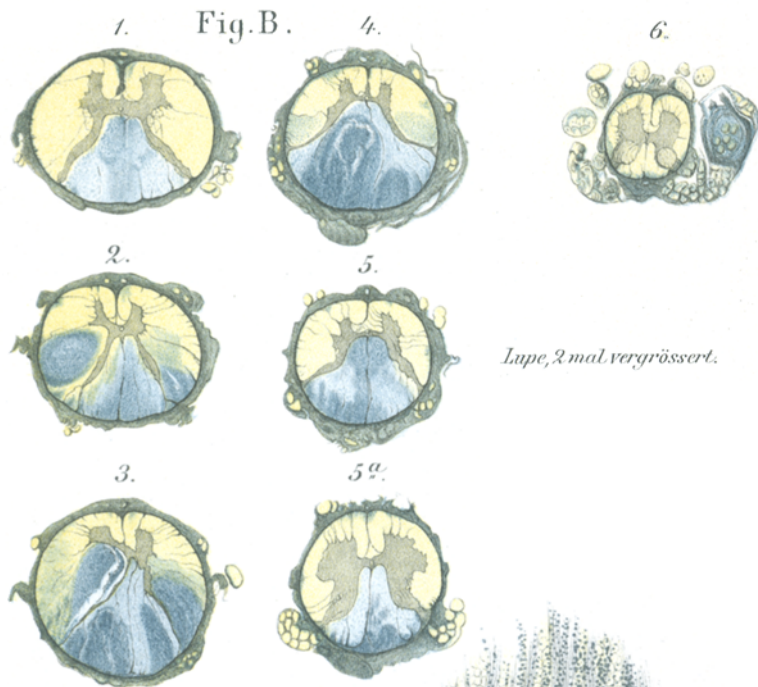 Fig. B.
1.
4.
6.
2.
5.
Lupe, 2 mal vergrössert.
3.
5a.